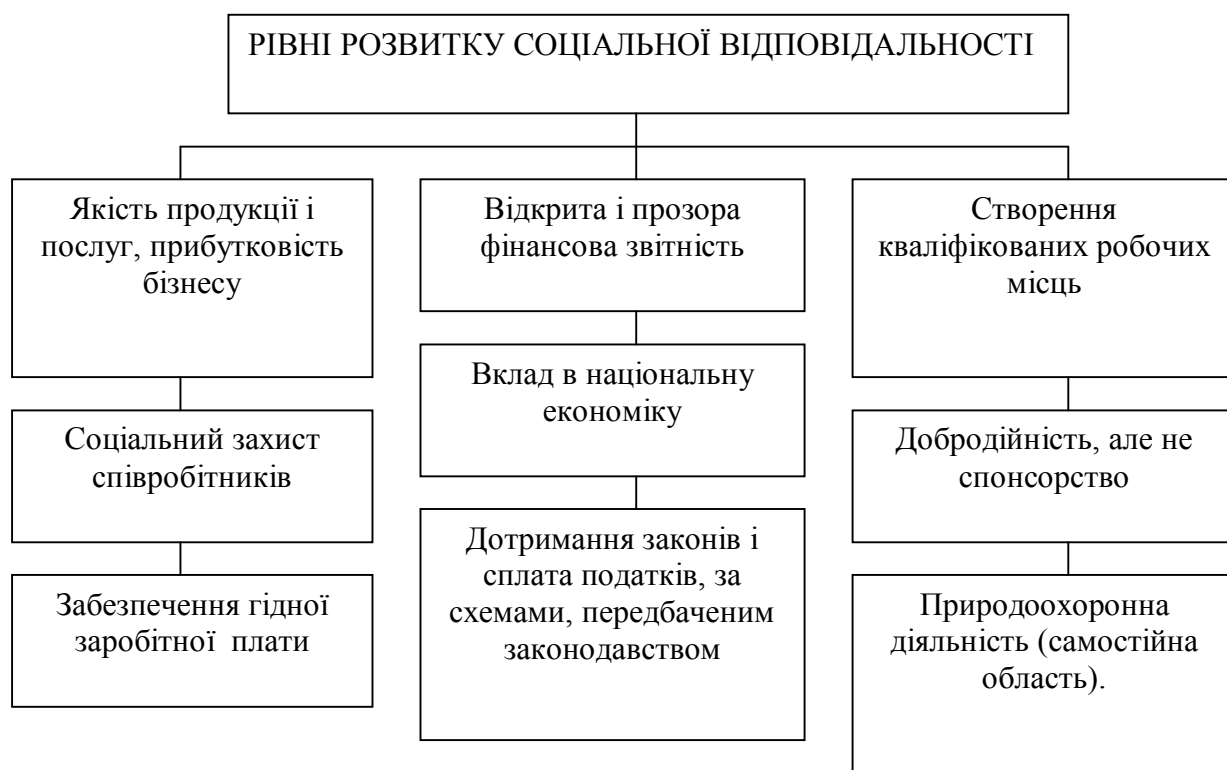 РІВНІ РОЗВИТКУ СОЦІАЛЬНОЇ ВІДПОВІДАЛЬНОСТІ
Якість продукції і
послуг, прибутковість
бізнесу
Соціальний захист
співробітників
Забезпечення гідної
заробітної плати
Відкрита і прозора
фінансова звітність
Вклад в національну
економіку
Дотримання законів і
сплата податків, за
схемами, передбаченим
законодавством
Створення
кваліфікованих робочих
місць
Добродійність, але не
спонсорство
Природоохоронна
діяльність (самостійна
область).